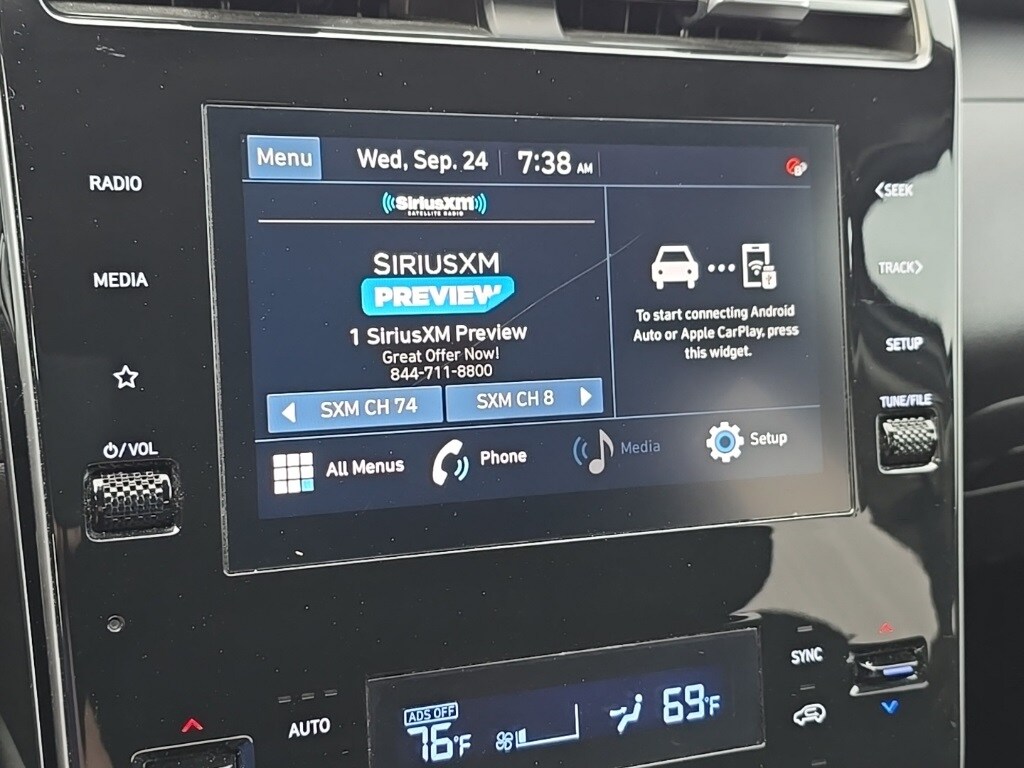 Menu Wed, Sep. 24 7:38 AM
RADIO
<SEEK
SiriusXM
SATELLITE RADIO
SIRIUSXM
PREVIEW
MEDIA
TRACK>
1 SiriusXM Preview
Great Offer Now!
844-711-8800
To start connecting Android
Auto or Apple CarPlay, press
this widget.
SETUP
SXM CH 74 SXM CH 8
TUNE/FILE
/VOL
All Menus Phone Media Setup
SYNC
AUTO
ADS OFF
76°F 69°F